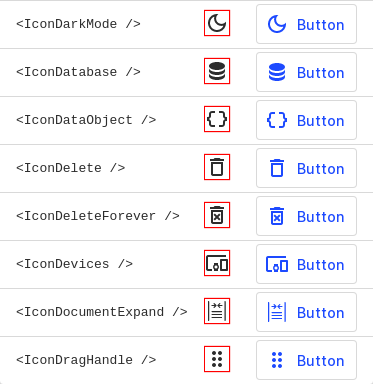 <IconDarkMode /> Button
<IconDatabase /> Button
<IconDataObject /> Button
<IconDelete /> Button
<IconDeleteForever /> Button
<IconDevices /> Button
<IconDocumentExpand /> Button
<IconDragHandle /> Button